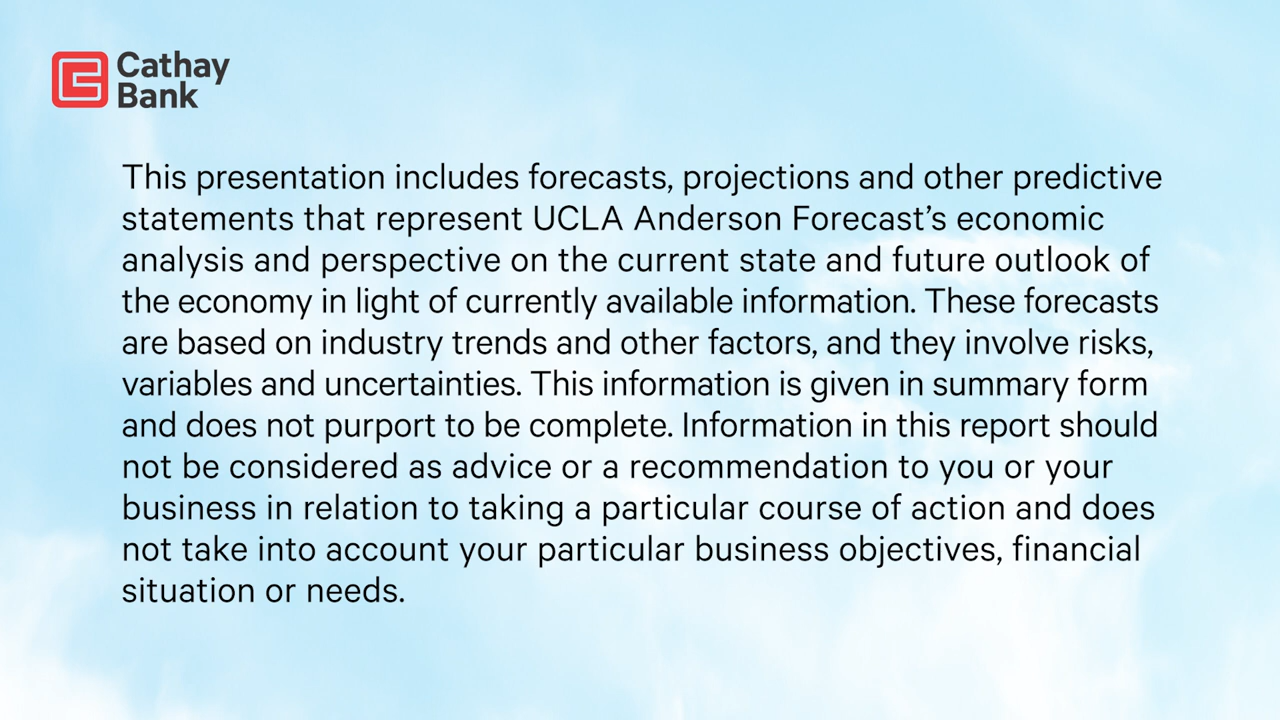 Cathay
Bank
This presentation includes forecasts, projections and other predictive
statements that represent UCLA Anderson Forecast’s economic
analysis and perspective on the current state and future outlook of
the economy in light of currently available information. These forecasts
are based on industry trends and other factors, and they involve risks,
variables and uncertainties. This information is given in summary form
and does not purport to be complete. Information in this report should
not be considered as advice or a recommendation to you or your
business in relation to taking a particular course of action and does
not take into account your particular business objectives, financial
situation or needs.